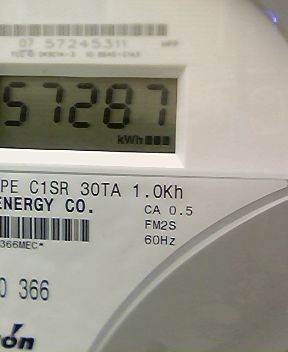 07 57245311
57287
kWh
PE C1SR 30TA 1.0Kh
ENERGY CO.
CA 0.5
FM2S
60Hz
366MEC*
0 366
rón